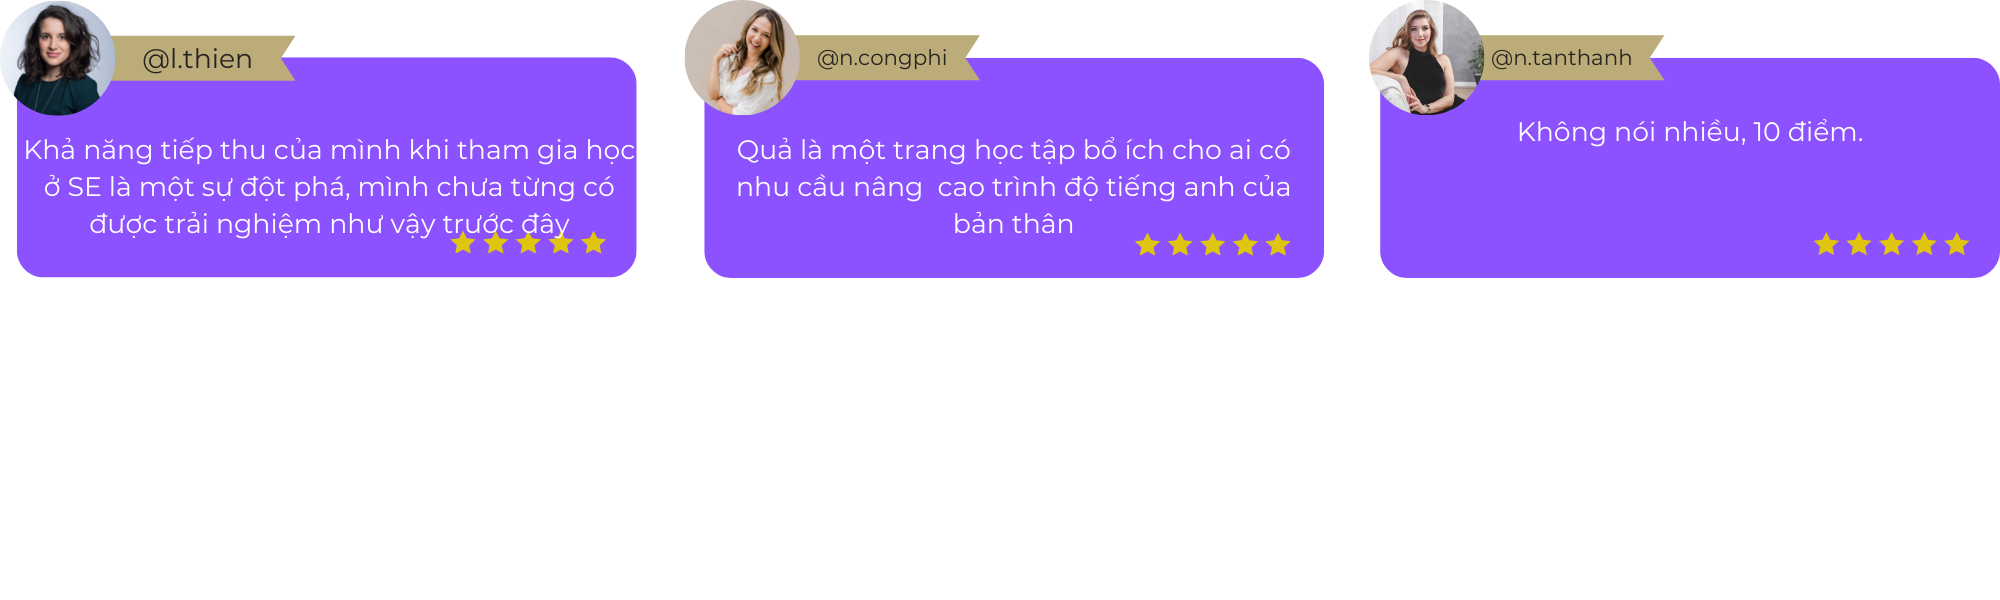 @l.thien
Khả năng tiếp thu của mình khi tham gia học
ở SE là một sự đột phá, mình chưa từng có
được trải nghiệm như vậy trước đây
@n.congphi
Quả là một trang học tập bổ ích cho ai có
nhu cầu nâng  cao trình độ tiếng anh của
bản thân
@n.tanthanh
Không nói nhiều, 10 điểm.